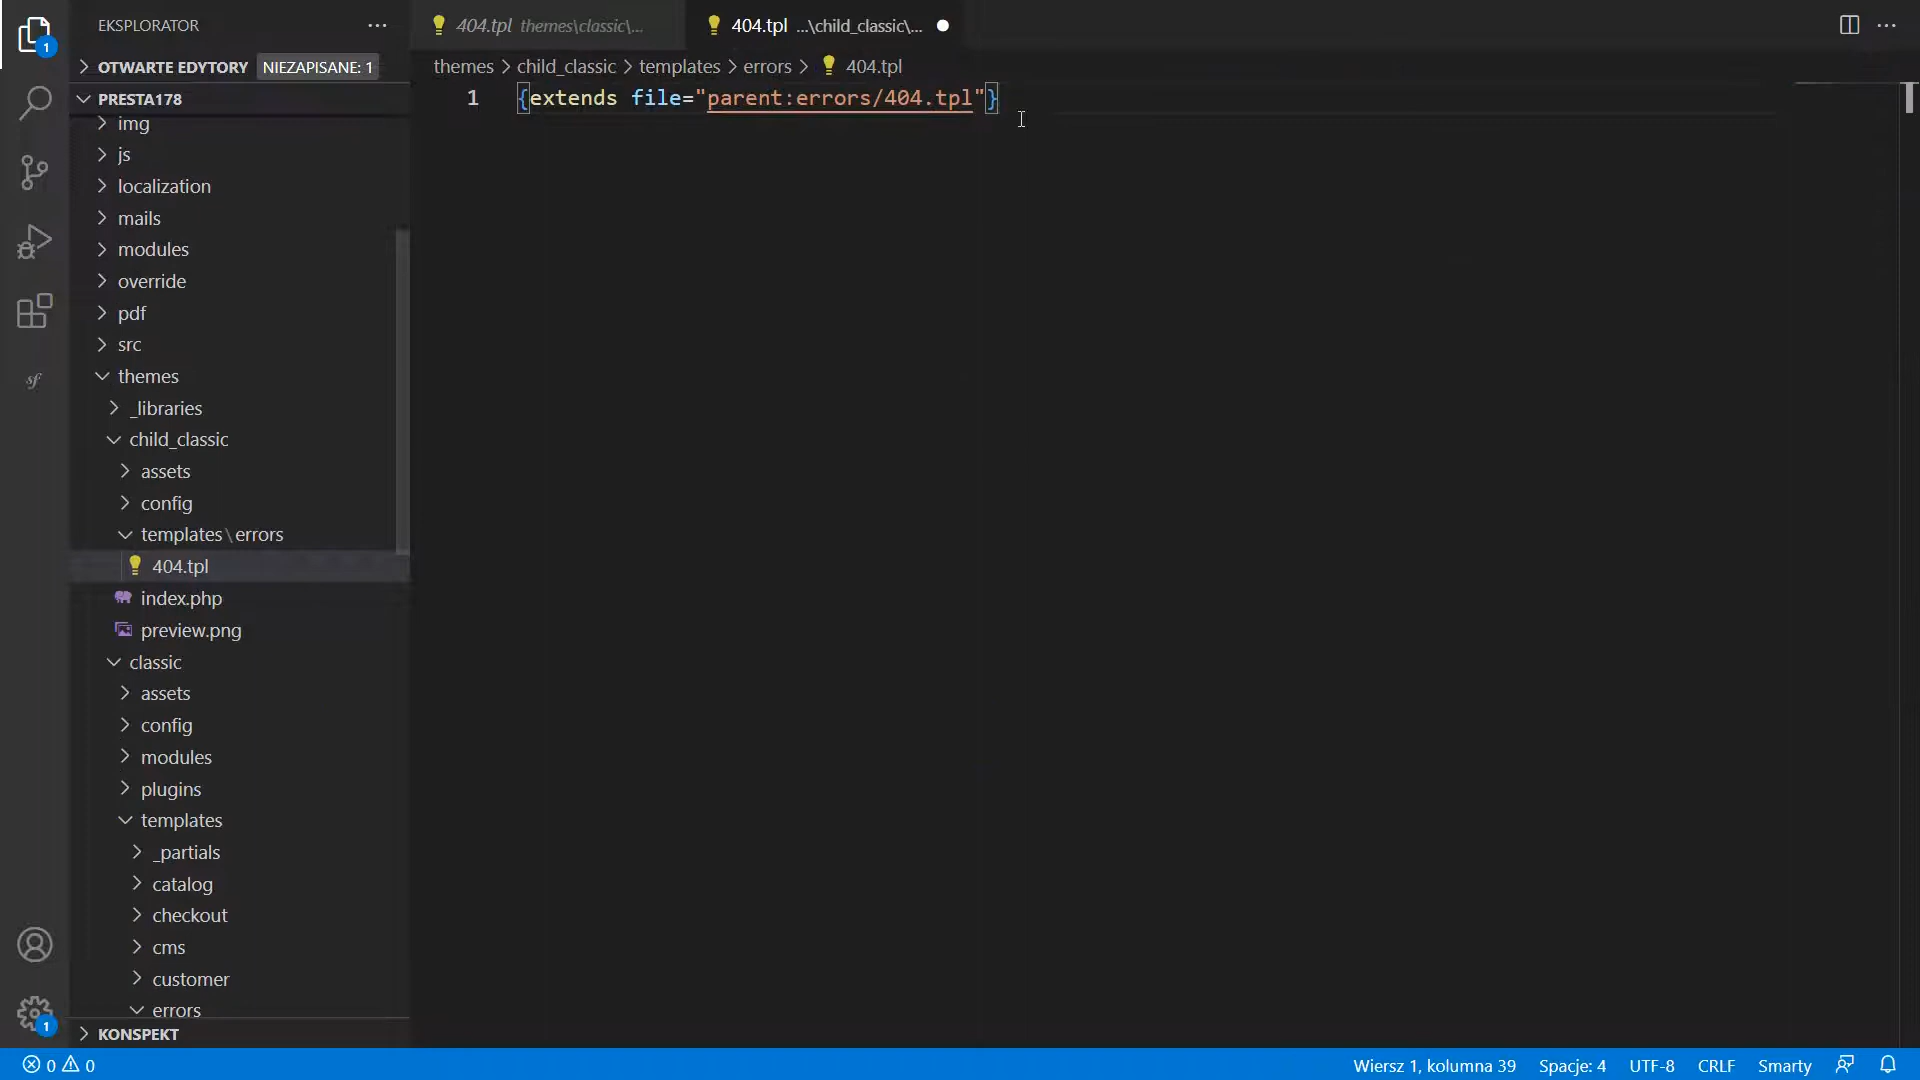 EKSPLORATOR
404.tpl themes\classic\...
404.tpl ...\child_classic\...
1
OTWARTE EDYTORY NIEZAPISANE: 1
themes > child_classic > templates > errors > 404.tpl
PRESTA178
1 {extends file="parent:errors/404.tpl"}
img
js
localization
mails
modules
override
pdf
src
sf
themes
_libraries
child_classic
assets
config
templates\errors
404.tpl
index.php
preview.png
classic
assets
config
modules
plugins
templates
_partials
catalog
checkout
cms
customer
errors
1
KONSPEKT
0 0 Wiersz 1, kolumna 39 Spacje: 4 UTF-8 CRLF Smarty